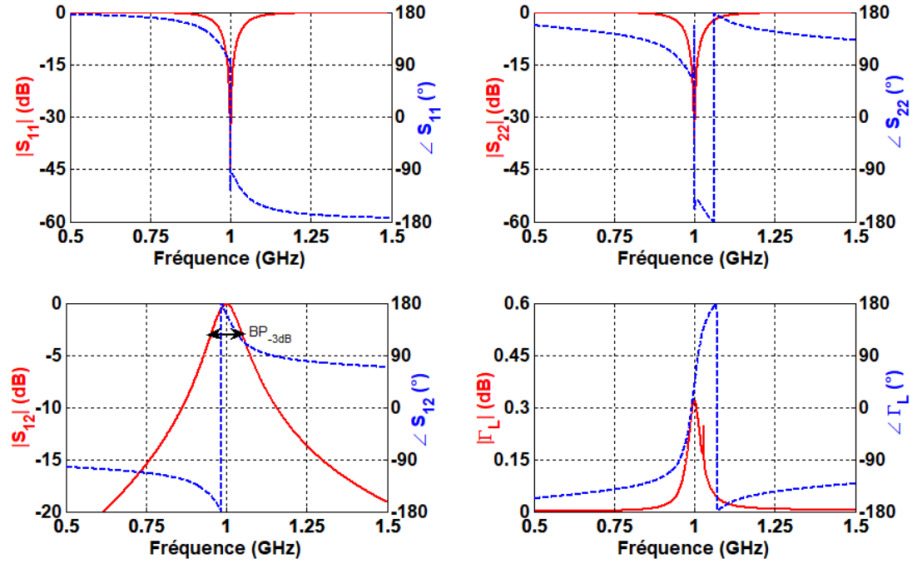 0
-15
-30
-45
-60
|S11| (dB)
180
90
0
-90
-180
∠ S11 (°)
0.5 0.75 1 1.25 1.5
Fréquence (GHz)
0
-15
-30
-45
-60
|S22| (dB)
180
90
0
-90
-180
∠ S22 (°)
0.5 0.75 1 1.25 1.5
Fréquence (GHz)
0
-5
-10
-15
-20
|S12| (dB)
BP-3dB
180
90
0
-90
-180
∠ S12 (°)
0.5 0.75 1 1.25 1.5
Fréquence (GHz)
0.6
0.45
0.3
0.15
0
|ΓL| (dB)
180
90
0
-90
-180
∠ ΓL (°)
0.5 0.75 1 1.25 1.5
Fréquence (GHz)